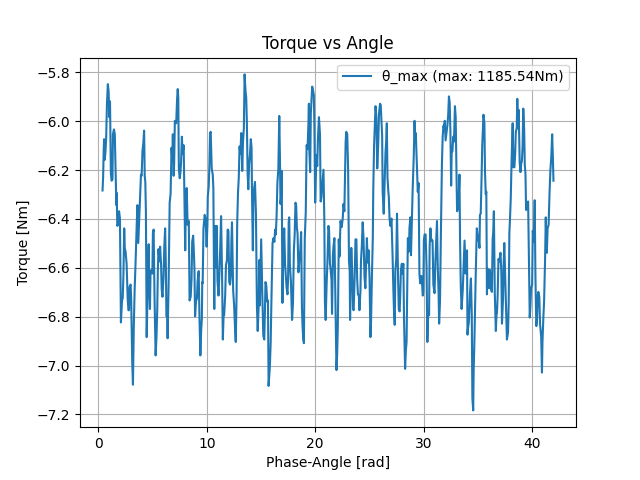 Torque vs Angle
θ_max (max: 1185.54Nm)
Torque [Nm]
−5.8
−6.0
−6.2
−6.4
−6.6
−6.8
−7.0
−7.2
0 10 20 30 40
Phase-Angle [rad]